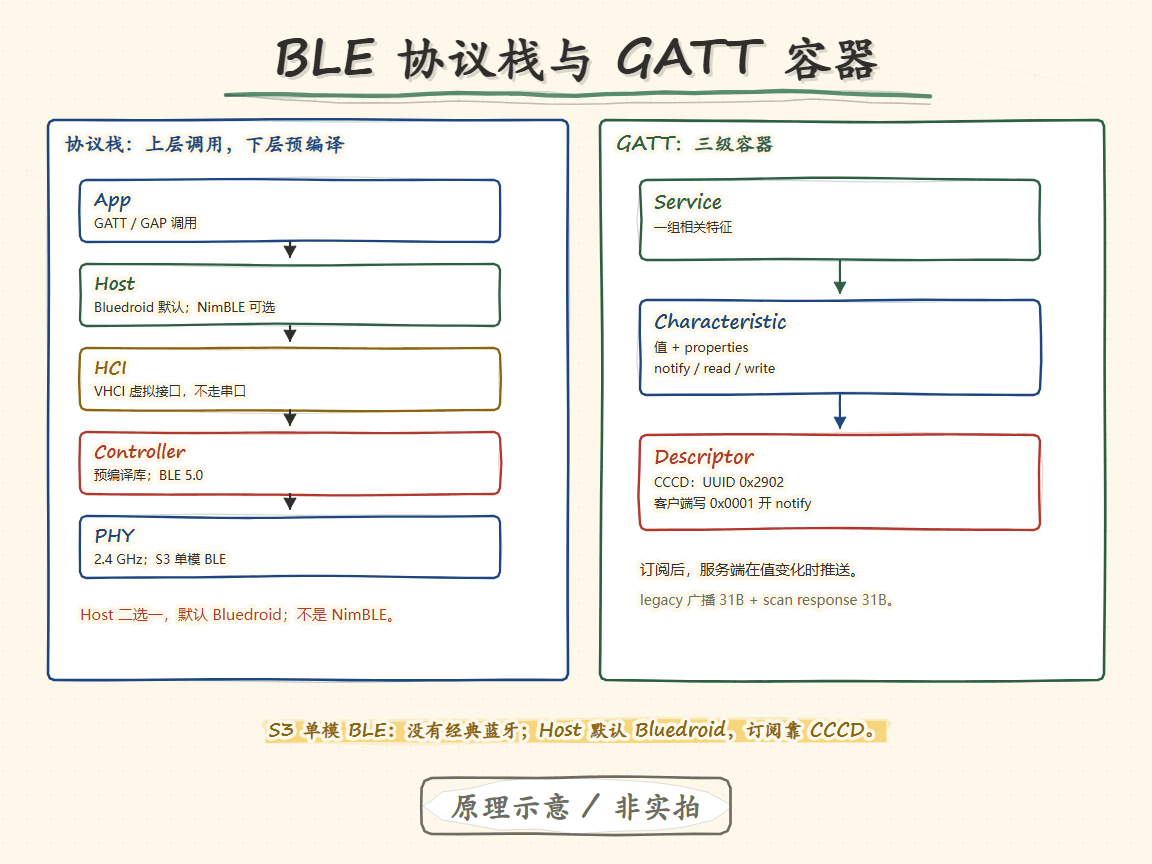 BLE 协议栈与 GATT 容器
协议栈：上层调用，下层预编译
App
GATT / GAP 调用
Host
Bluedroid 默认；NimBLE 可选
HCI
VHCI 虚拟接口，不走串口
Controller
预编译库；BLE 5.0
PHY
2.4 GHz；S3 单模 BLE
Host 二选一，默认 Bluedroid；不是 NimBLE。
GATT：三级容器
Service
一组相关特征
Characteristic
值 + properties
notify / read / write
Descriptor
CCCD：UUID 0x2902
客户端写 0x0001 开 notify
订阅后，服务端在值变化时推送。
legacy 广播 31B + scan response 31B。
S3 单模 BLE：没有经典蓝牙；Host 默认 Bluedroid，订阅靠 CCCD。
原理示意 / 非实拍